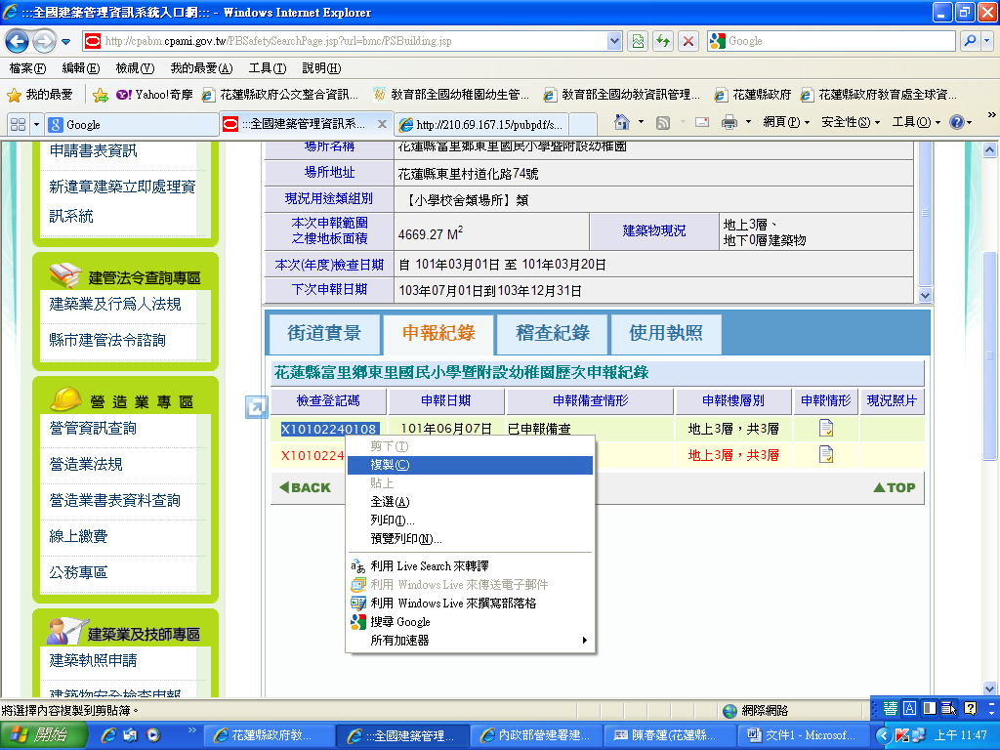 :::全國建築管理資訊系統入口網::: - Windows Internet Explorer
http://cpabm.cpami.gov.tw/PBSafetySearchPage.jsp?url=bmc/PSBuilding.jsp
Google
檔案(F) 編輯(E) 檢視(V) 我的最愛(A) 工具(T) 說明(H)
我的最愛 Yahoo!奇摩 花蓮縣政府公文整合資訊... 教育部全國幼稚園幼生管... 教育部全國幼教資訊管理... 花蓮縣政府 花蓮縣政府教育處全球資...
Google :::全國建築管理資訊系... http://210.69.167.15/pubpdf/s... 網頁(P) 安全性(S) 工具(O)
申請書表資訊
新違章建築立即處理資
訊系統
建管法令查詢專區
建築業及行為人法規
縣市建管法令諮詢
營造業專區
營管資訊查詢
營造業法規
營造業書表資料查詢
線上繳費
公務專區
建築業及技師專區
建築執照申請
建築物安全檢查申報
場所名稱 花蓮縣富里鄉東里國民小學暨附設幼稚園
場所地址 花蓮縣東里村道化路74號
現況用途類組別 【小學校舍類場所】類
本次申報範圍
之樓地板面積 4669.27 M2 建築物現況 地上3層、
地下0層建築物
本次(年度)檢查日期 自 101年03月01日 至 101年03月20日
下次申報日期 103年07月01日到103年12月31日
街道實景 申報紀錄 稽查紀錄 使用執照
花蓮縣富里鄉東里國民小學暨附設幼稚園歷次申報紀錄
檢查登記碼 申報日期 申報備查情形 申報樓層別 申報情形 現況照片
X10102240108 101年06月07日 已申報備查 地上3層，共3層
X1010224 地上3層，共3層
BACK TOP
剪下(T)
複製(C)
貼上
全選(A)
列印(I)...
預覽列印(N)...
利用 Live Search 來轉譯
利用 Windows Live 來傳送電子郵件
利用 Windows Live 來撰寫部落格
搜尋 Google
所有加速器
將選擇內容複製到剪貼簿。
網際網路
開始 花蓮縣政府教... :::全國建築管理... 內政部營建署建... 陳春蓮(花蓮縣... 文件1 - Microsof... 上午 11:47